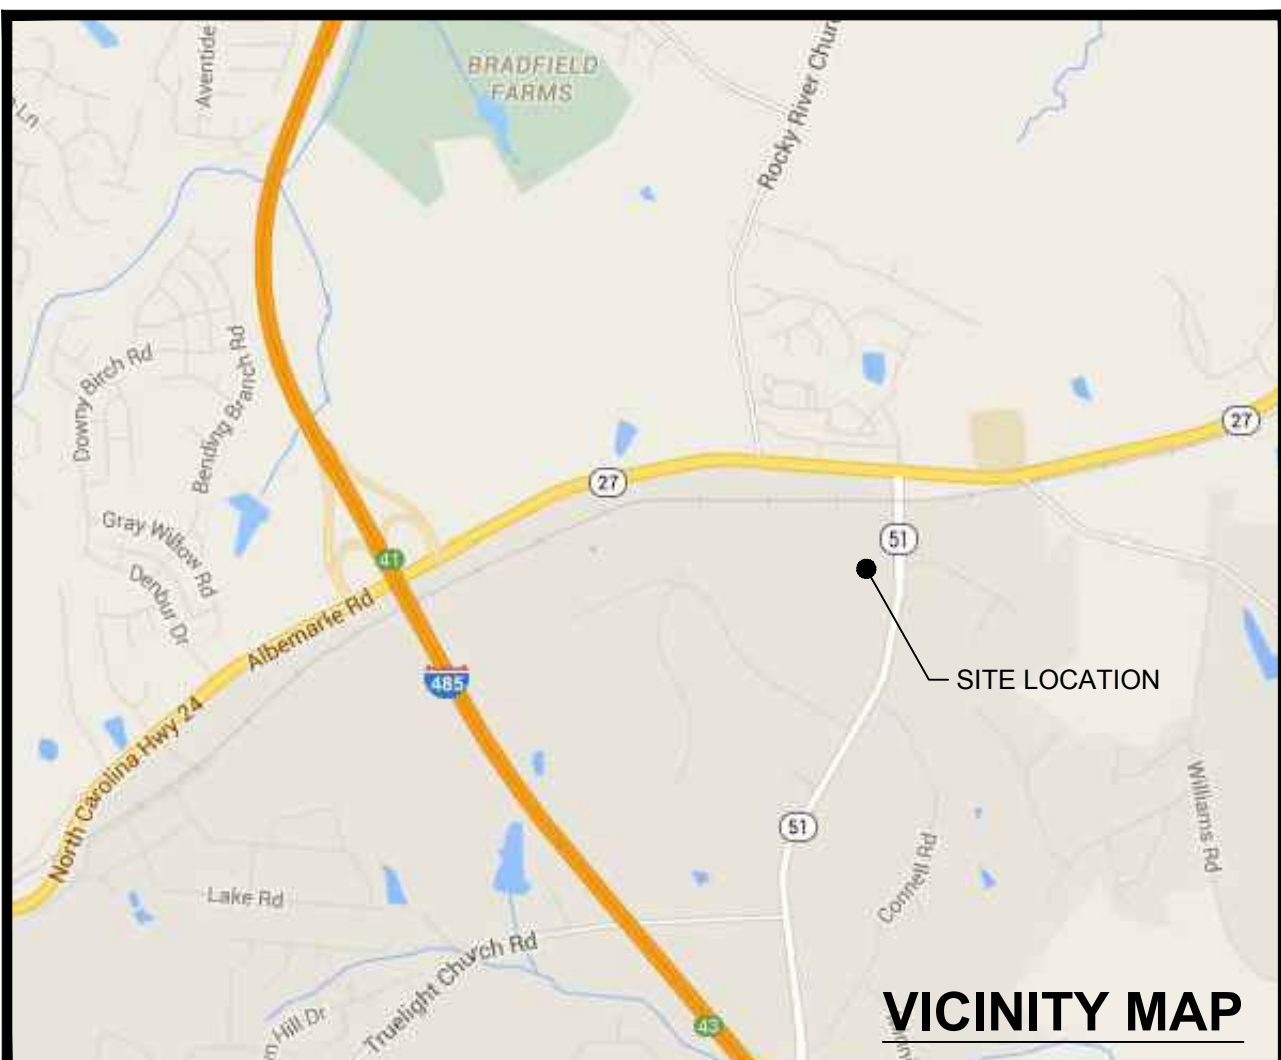 Aventide
BRADFIELD
FARMS
Rocky River Churc
Ln
Downy Birch Rd
Bending Branch Rd
27
27
Gray Willow Rd
51
41
Denbur Dr
Albemarle Rd
485
SITE LOCATION
North Carolina Hwy 24
Williams Rd
51
Connell Rd
Lake Rd
Truelight Church Rd
n Hill Dr
43
VICINITY MAP